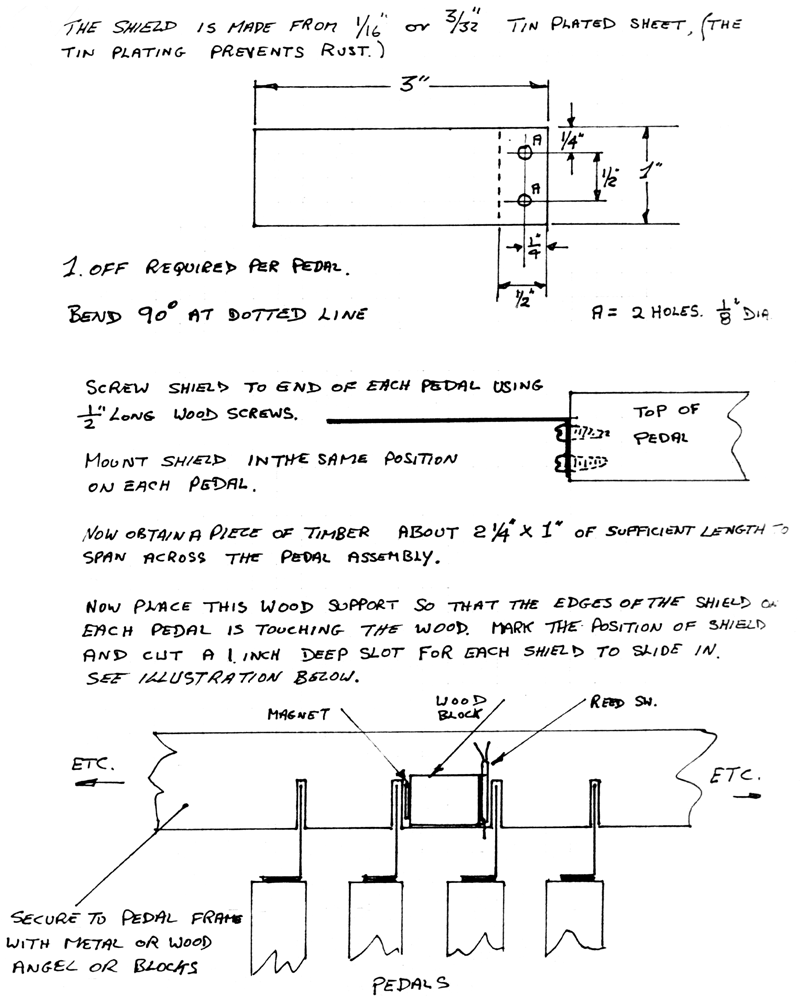 THE SHIELD IS MADE FROM 1/16" or 3/32" TIN PLATED SHEET, (THE
TIN PLATING PREVENTS RUST.)
3"
A
1/4"
1"
1/2"
A
1"/4
1/2"
1. OFF REQUIRED PER PEDAL.
BEND 90° AT DOTTED LINE
A = 2 HOLES. 1/8" DIA
SCREW SHIELD TO END OF EACH PEDAL USING
1/2" LONG WOOD SCREWS.
TOP OF
PEDAL
MOUNT SHIELD IN THE SAME POSITION
ON EACH PEDAL.
NOW OBTAIN A PIECE OF TIMBER ABOUT 2 1/4" X 1" OF SUFFICIENT LENGTH TO
SPAN ACROSS THE PEDAL ASSEMBLY.
NOW PLACE THIS WOOD SUPPORT SO THAT THE EDGES OF THE SHIELD
EACH PEDAL IS TOUCHING THE WOOD. MARK THE POSITION OF SHIELD
AND CUT A 1 INCH DEEP SLOT FOR EACH SHIELD TO SLIDE IN.
SEE ILLUSTRATION BELOW.
MAGNET
WOOD
BLOCK
REED SW.
ETC.
ETC.
SECURE TO PEDAL FRAME
WITH METAL OR WOOD
ANGEL OR BLOCKS
PEDALS